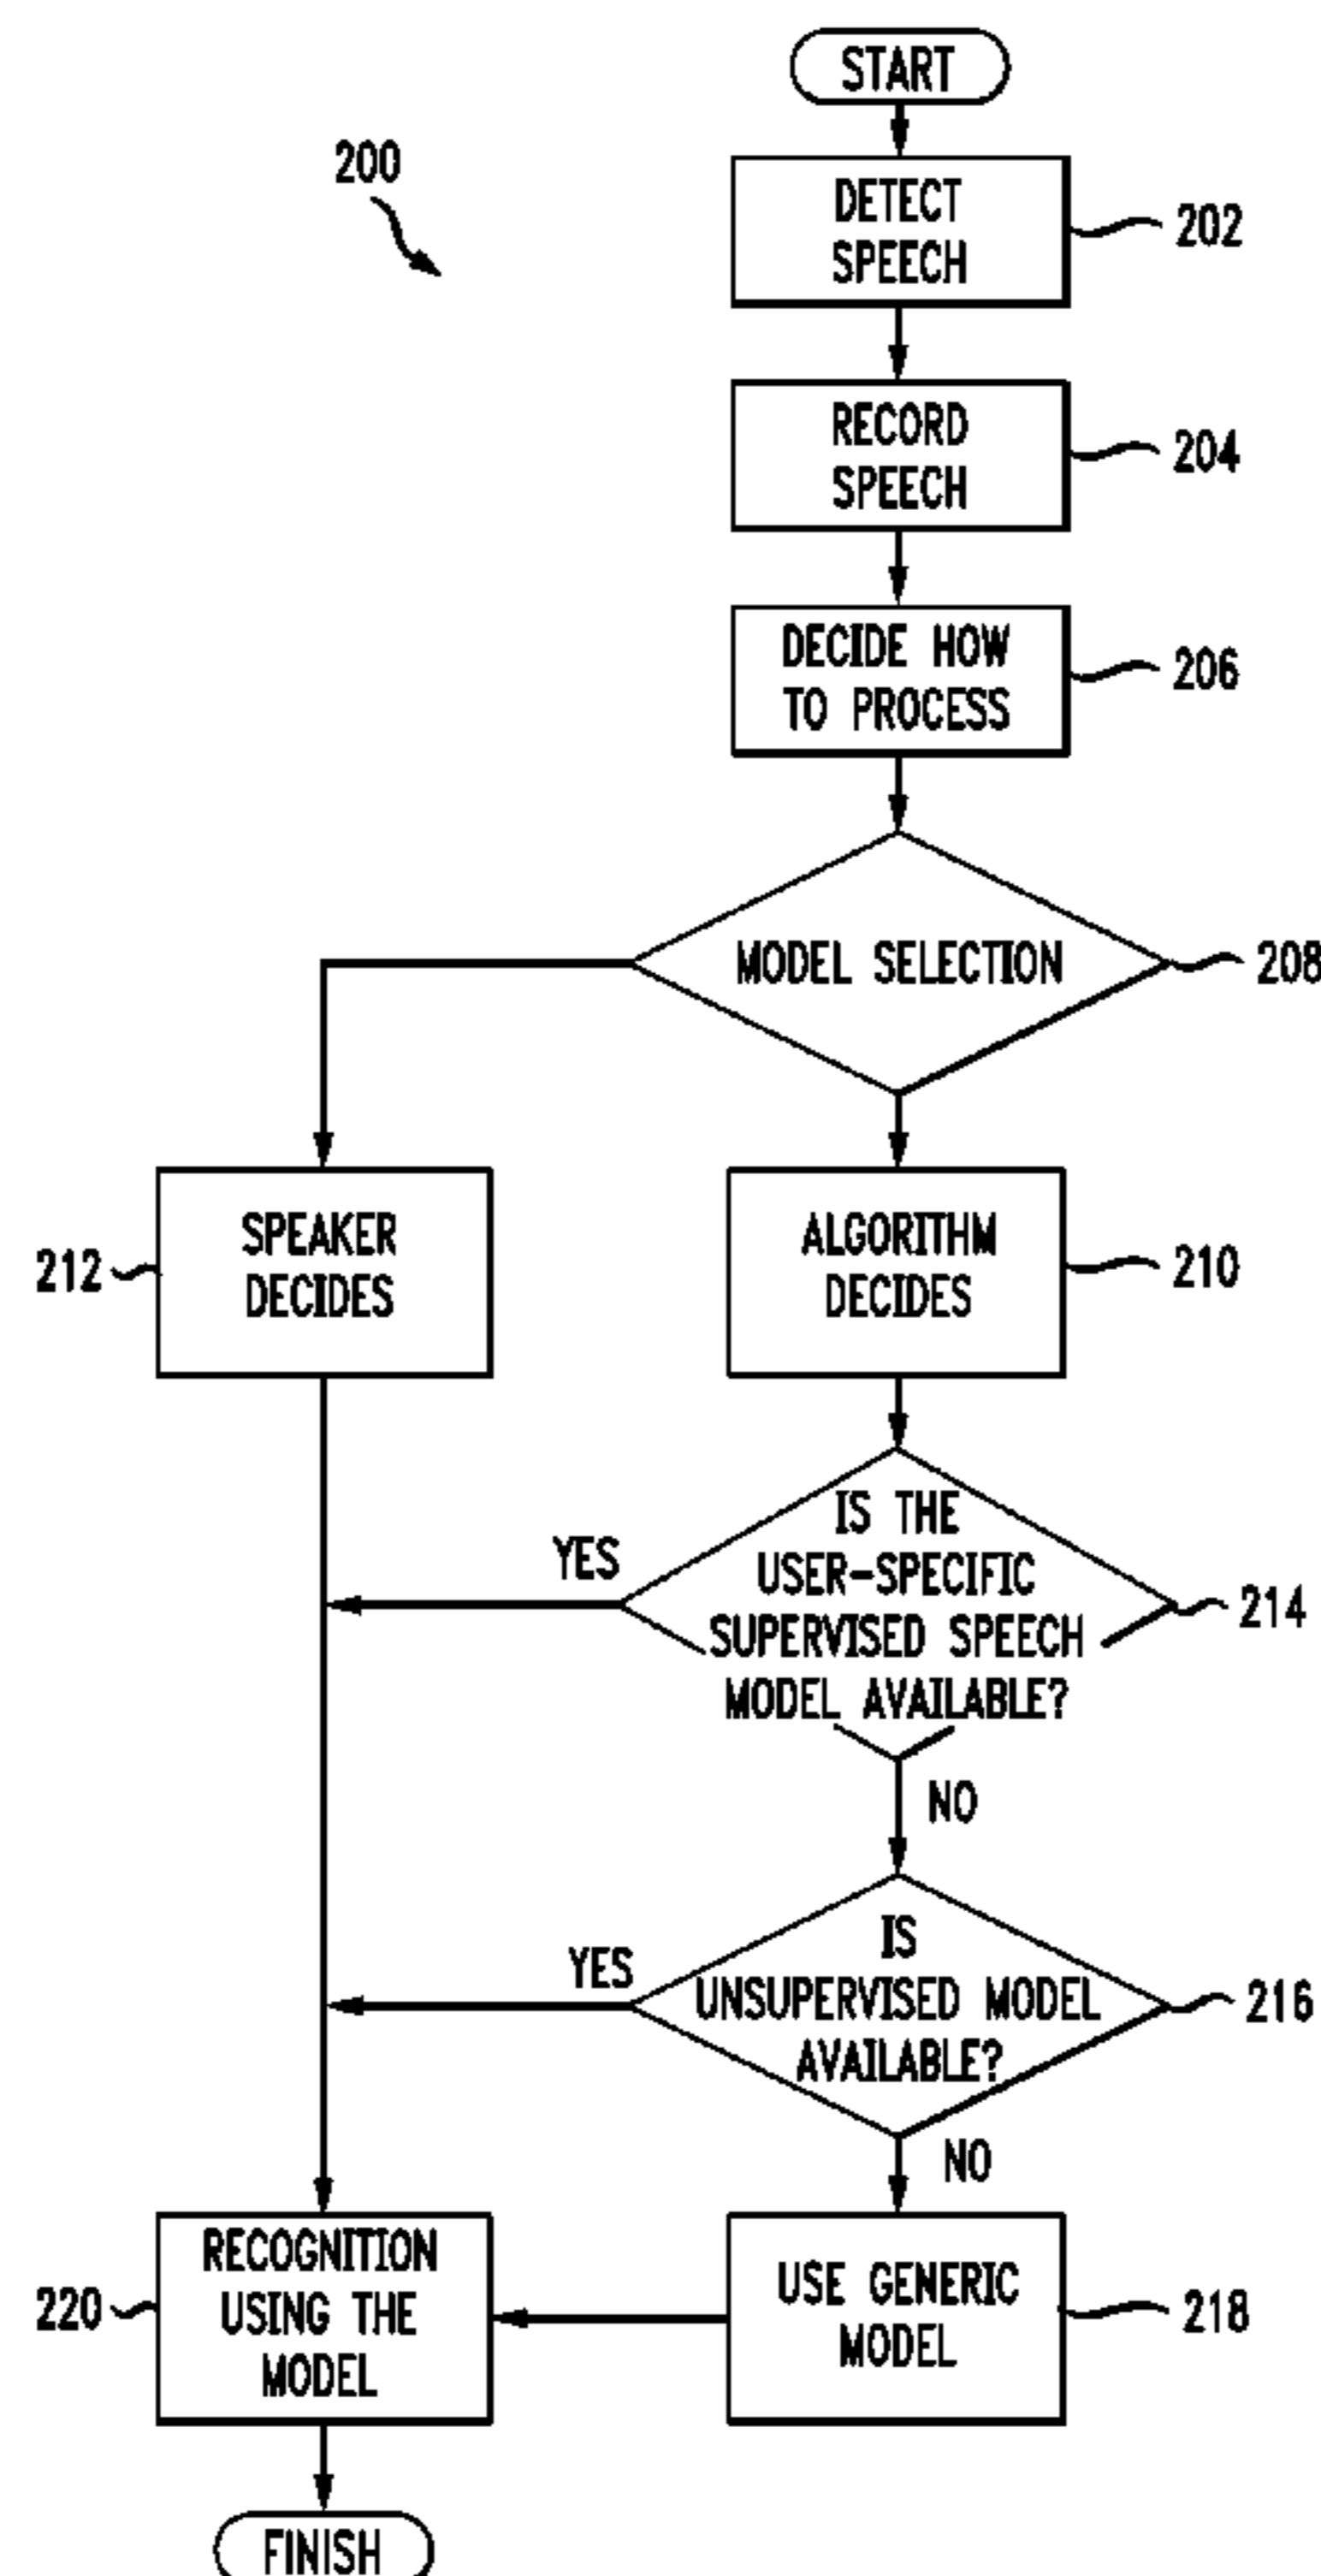 START
200
DETECT
SPEECH
202
RECORD
SPEECH
204
DECIDE HOW
TO PROCESS
206
MODEL SELECTION
208
SPEAKER
DECIDES
212
ALGORITHM
DECIDES
210
IS THE
USER-SPECIFIC
SUPERVISED SPEECH
MODEL AVAILABLE?
YES
214
NO
IS
UNSUPERVISED MODEL
AVAILABLE?
YES
216
NO
RECOGNITION
USING THE
MODEL
220
USE GENERIC
MODEL
218
FINISH